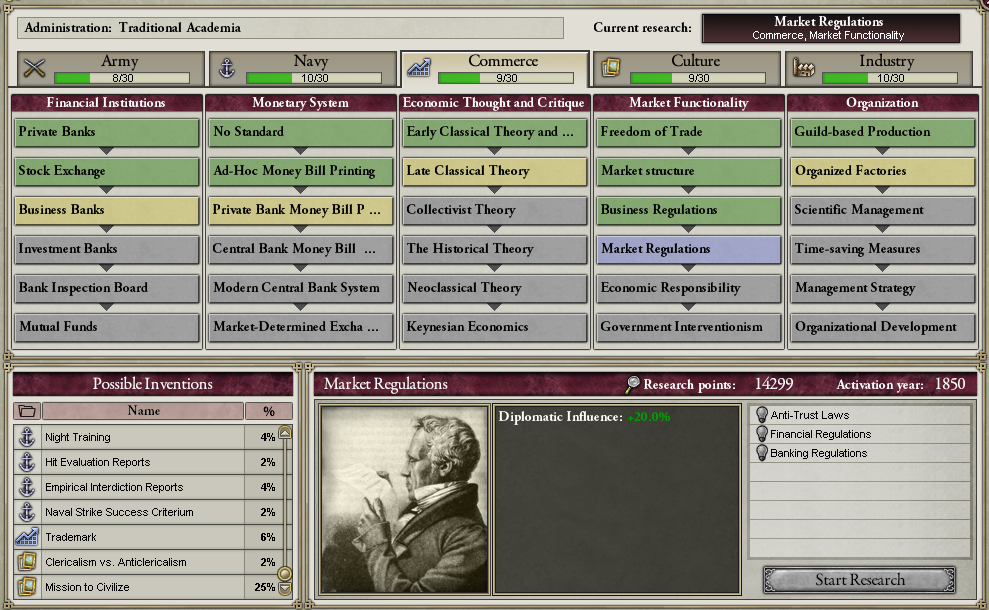 Administration: Traditional Academia
Current research:
Market Regulations
Commerce, Market Functionality
Army
8/30
Navy
10/30
Commerce
9/30
Culture
9/30
Industry
10/30
Financial Institutions
Monetary System
Economic Thought and Critique
Market Functionality
Organization
Private Banks
No Standard
Early Classical Theory and ...
Freedom of Trade
Guild-based Production
Stock Exchange
Ad-Hoc Money Bill Printing
Late Classical Theory
Market structure
Organized Factories
Business Banks
Private Bank Money Bill P ...
Collectivist Theory
Business Regulations
Scientific Management
Investment Banks
Central Bank Money Bill ...
The Historical Theory
Market Regulations
Time-saving Measures
Bank Inspection Board
Modern Central Bank System
Neoclassical Theory
Economic Responsibility
Management Strategy
Mutual Funds
Market-Determined Excha ...
Keynesian Economics
Government Interventionism
Organizational Development
Possible Inventions
Name %
Night Training 4%
Hit Evaluation Reports 2%
Empirical Interdiction Reports 4%
Naval Strike Success Criterium 2%
Trademark 6%
Clericalism vs. Anticlericalism 2%
Mission to Civilize 25%
Market Regulations
Research points: 14299
Activation year: 1850
Diplomatic Influence: +20.0%
Anti-Trust Laws
Financial Regulations
Banking Regulations
Start Research